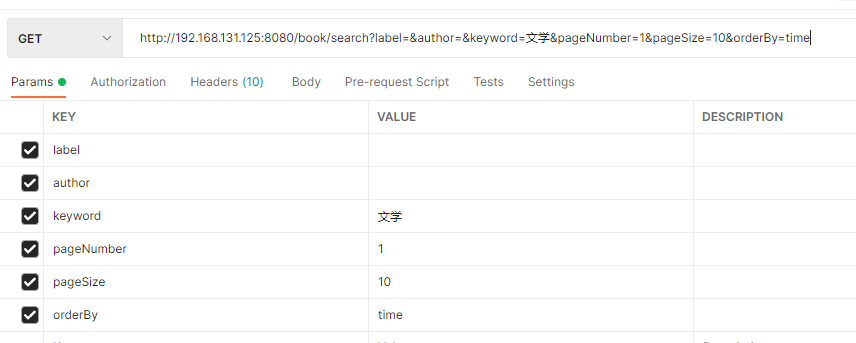 GET http://192.168.131.125:8080/book/search?label=&author=&keyword=文学&pageNumber=1&pageSize=10&orderBy=time
Params Authorization Headers (10) Body Pre-request Script Tests Settings
KEY VALUE DESCRIPTION
label
author
keyword 文学
pageNumber 1
pageSize 10
orderBy time